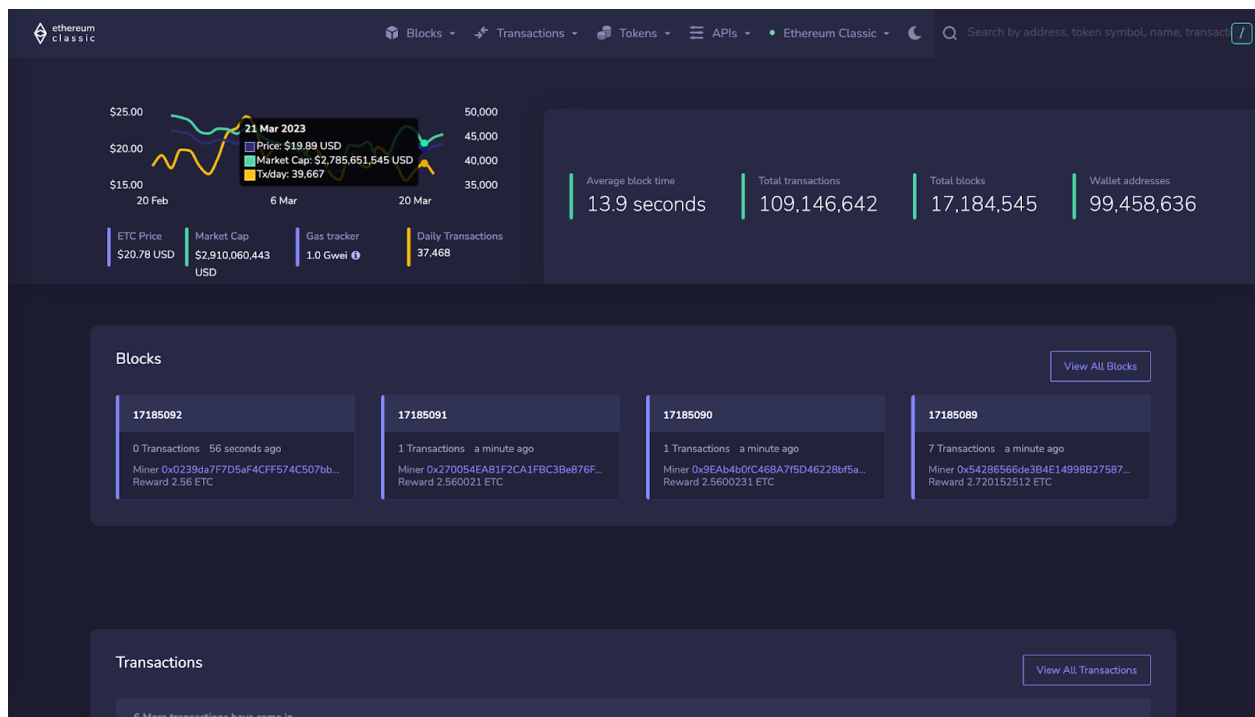 ethereum
classic
Blocks
Transactions
Tokens
APIs
Ethereum Classic
Search by address, token symbol, name, transacti
/
$25.00
$20.00
$15.00
50,000
45,000
40,000
35,000
20 Feb
6 Mar
20 Mar
21 Mar 2023
Price: $19.89 USD
Market Cap: $2,785,651,545 USD
Tx/day: 39,667
ETC Price
$20.78 USD
Market Cap
$2,910,060,443
USD
Gas tracker
1.0 Gwei
Daily Transactions
37,468
Average block time
13.9 seconds
Total transactions
109,146,642
Total blocks
17,184,545
Wallet addresses
99,458,636
Blocks
View All Blocks
17185092
0 Transactions 56 seconds ago
Miner 0x0239da7F7D5aF4CFF574C507bb...
Reward 2.56 ETC
17185091
1 Transactions a minute ago
Miner 0x270054EA81F2CA1FBC3Be876F...
Reward 2.560021 ETC
17185090
1 Transactions a minute ago
Miner 0x9EAb4b0fC468A7f5D46228bf5a...
Reward 2.5600231 ETC
17185089
7 Transactions a minute ago
Miner 0x54286566de3B4E14998B27587...
Reward 2.720152512 ETC
Transactions
View All Transactions
6 More transactions have come in